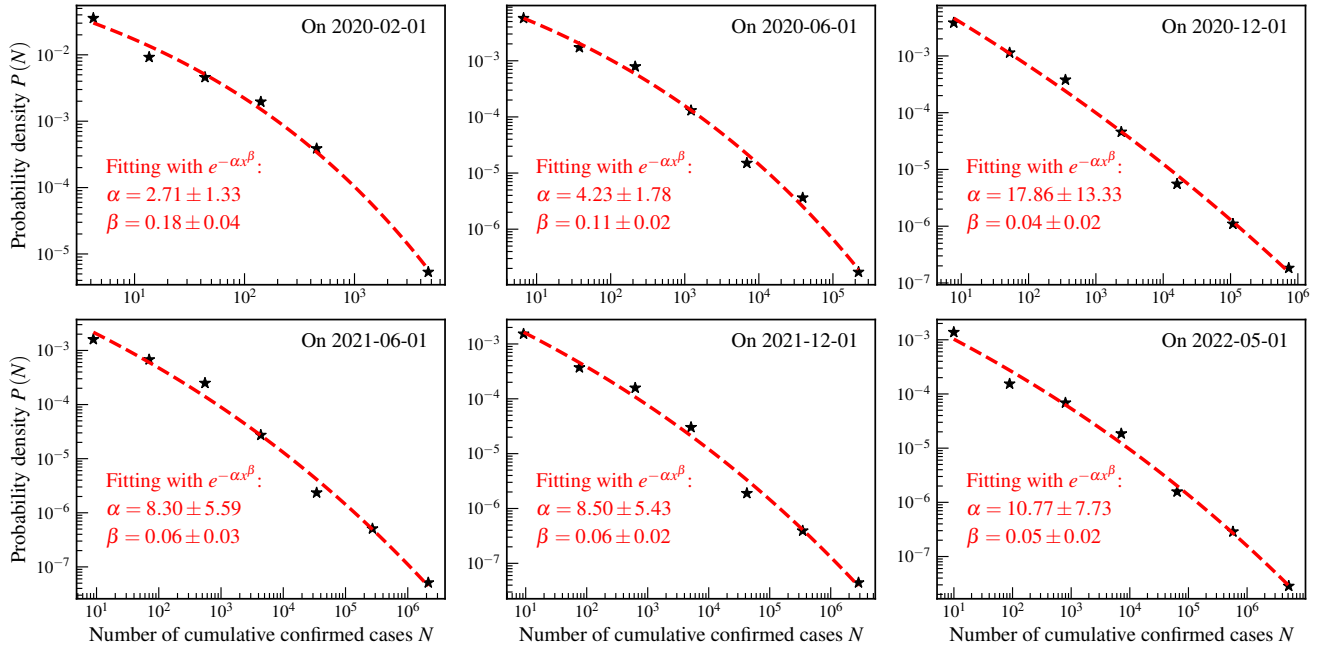 Probability density P (N)
On 2020-02-01
Fitting with e^{-αx^β}:
α = 2.71 ± 1.33
β = 0.18 ± 0.04
10^{-2}
10^{-3}
10^{-4}
10^{-5}
10^1
10^2
10^3
On 2020-06-01
Fitting with e^{-αx^β}:
α = 4.23 ± 1.78
β = 0.11 ± 0.02
10^{-3}
10^{-4}
10^{-5}
10^{-6}
10^1
10^2
10^3
10^4
10^5
On 2020-12-01
Fitting with e^{-αx^β}:
α = 17.86 ± 13.33
β = 0.04 ± 0.02
10^{-3}
10^{-4}
10^{-5}
10^{-6}
10^{-7}
10^1
10^2
10^3
10^4
10^5
10^6
Probability density P (N)
On 2021-06-01
Fitting with e^{-αx^β}:
α = 8.30 ± 5.59
β = 0.06 ± 0.03
10^{-3}
10^{-4}
10^{-5}
10^{-6}
10^{-7}
10^1
10^2
10^3
10^4
10^5
10^6
Number of cumulative confirmed cases N
On 2021-12-01
Fitting with e^{-αx^β}:
α = 8.50 ± 5.43
β = 0.06 ± 0.02
10^{-3}
10^{-4}
10^{-5}
10^{-6}
10^{-7}
10^1
10^2
10^3
10^4
10^5
10^6
Number of cumulative confirmed cases N
On 2022-05-01
Fitting with e^{-αx^β}:
α = 10.77 ± 7.73
β = 0.05 ± 0.02
10^{-3}
10^{-4}
10^{-5}
10^{-6}
10^{-7}
10^1
10^2
10^3
10^4
10^5
10^6
Number of cumulative confirmed cases N